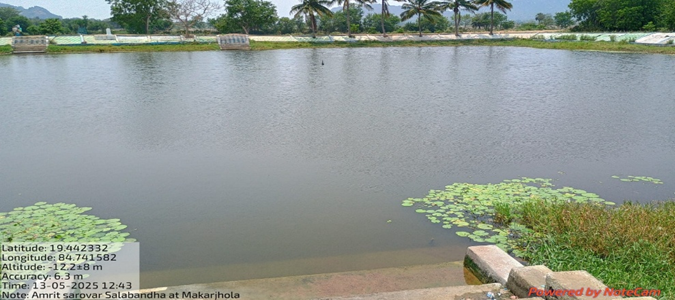 Latitude: 19.442332
Longitude: 84.741582
Altitude: -12.2±8 m
Accuracy: 6.3 m
Time: 13-05-2025 12:43
Note: Amrit sarovar Salabandha at Makarjhola
Powered by NoteCam